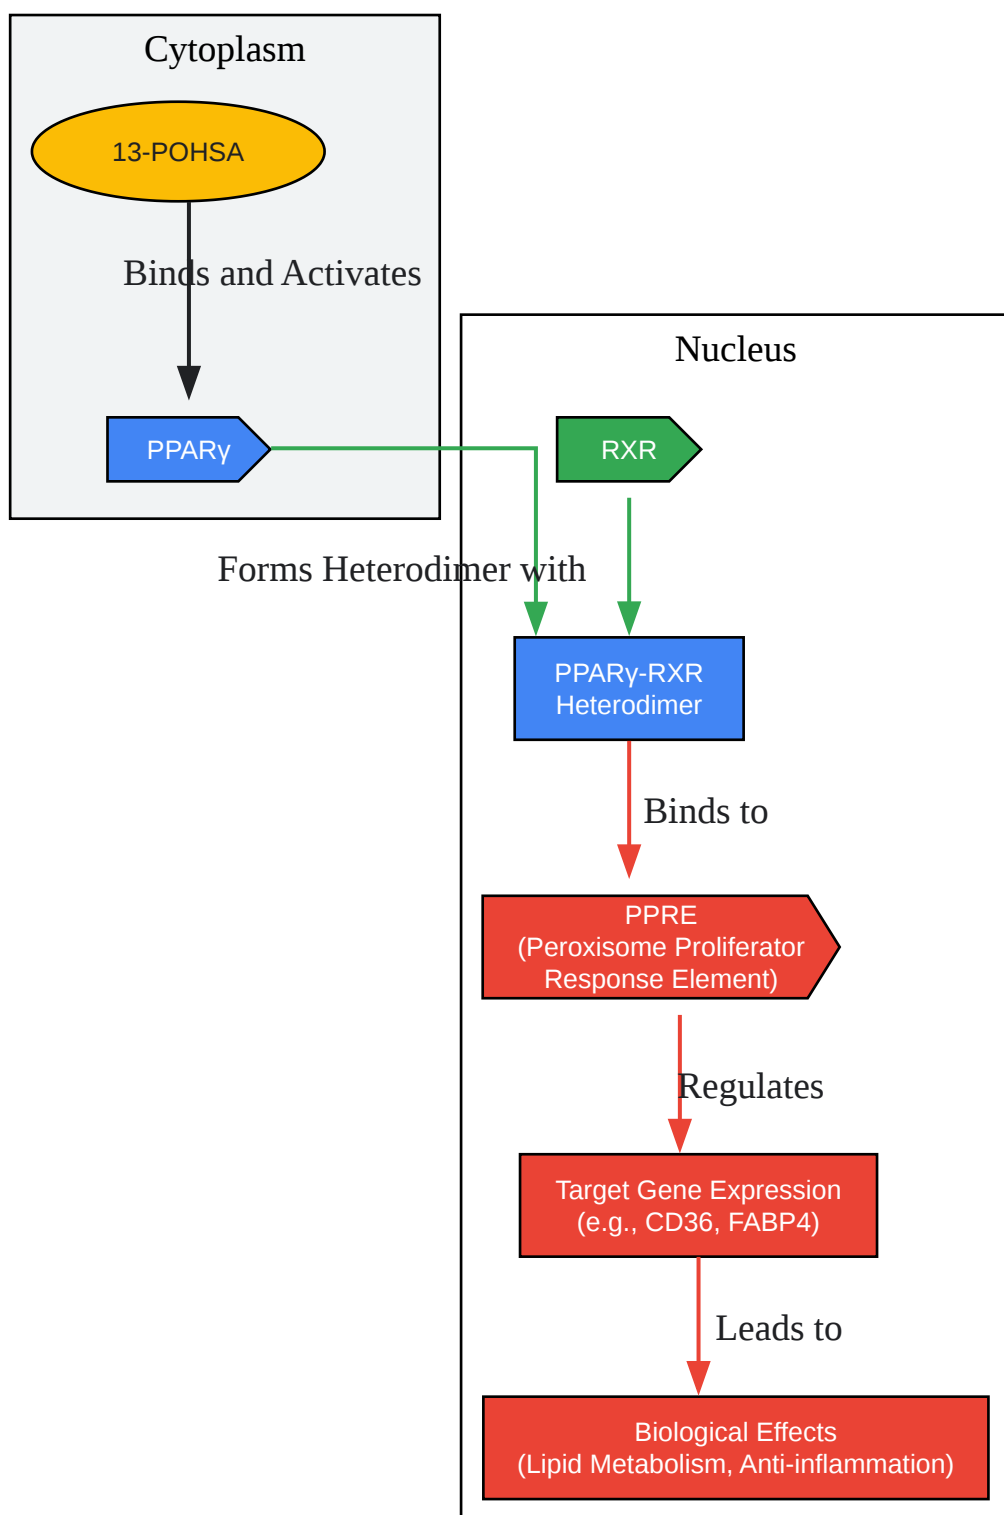 Cytoplasm
13-POHSA
Binds and Activates
Nucleus
PPARγ
RXR
Forms Heterodimer with
PPARγ-RXR
Heterodimer
Binds to
PPRE
(Peroxisome Proliferator
Response Element)
Regulates
Target Gene Expression
(e.g., CD36, FABP4)
Leads to
Biological Effects
(Lipid Metabolism, Anti-inflammation)